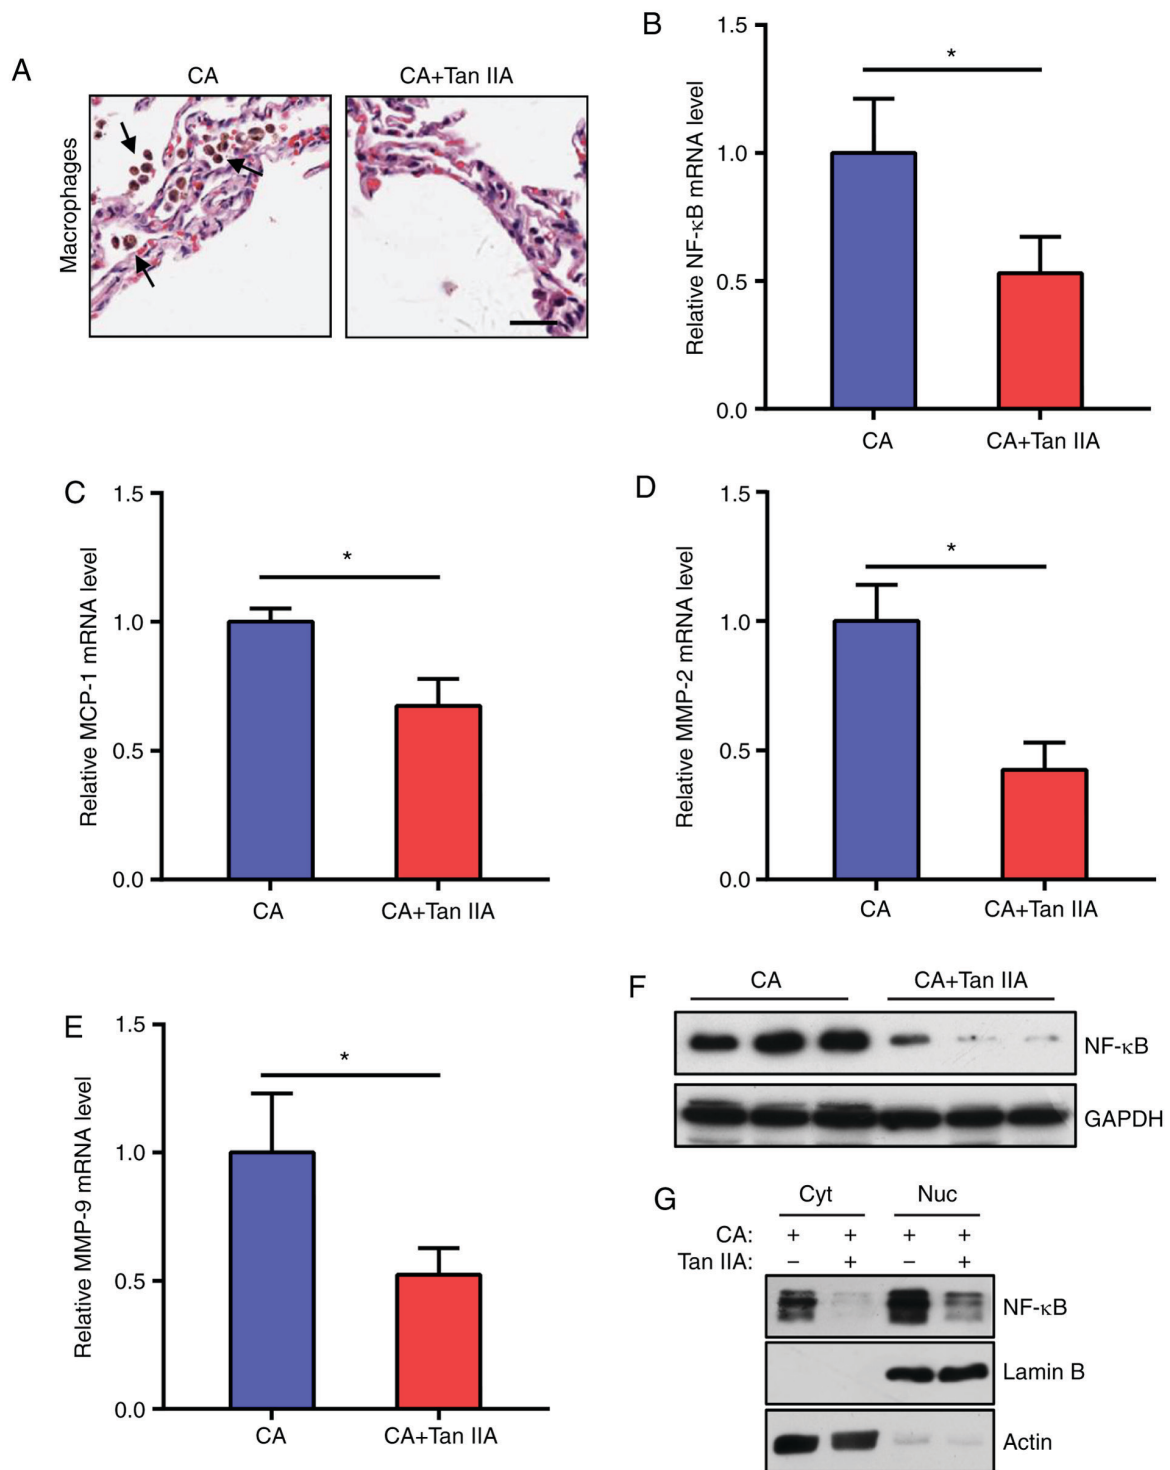 A
CA
CA+Tan IIA
Macrophages
B
1.5
1.0
0.5
0.0
Relative NF-κB mRNA level
*
CA
CA+Tan IIA
C
1.5
1.0
0.5
0.0
Relative MCP-1 mRNA level
*
CA
CA+Tan IIA
D
1.5
1.0
0.5
0.0
Relative MMP-2 mRNA level
*
CA
CA+Tan IIA
E
1.5
1.0
0.5
0.0
Relative MMP-9 mRNA level
*
CA
CA+Tan IIA
F
CA
CA+Tan IIA
NF-κB
GAPDH
G
Cyt
Nuc
CA: + + + +
Tan IIA: – + – +
NF-κB
Lamin B
Actin